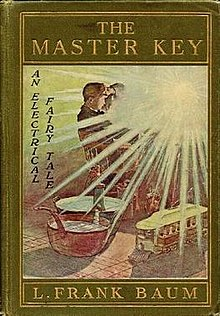 THE
MASTER KEY
AN ELECTRICAL
FAIRY TALE
L. FRANK BAUM